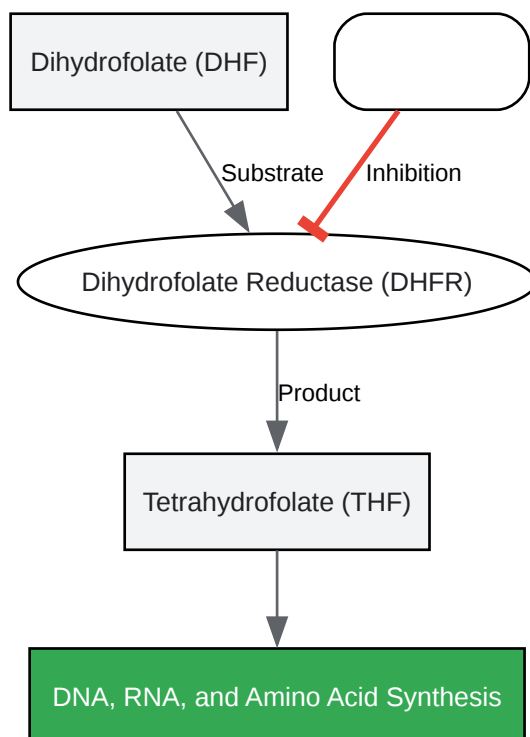 Dihydrofolate (DHF)
Substrate
Inhibition
Dihydrofolate Reductase (DHFR)
Product
Tetrahydrofolate (THF)
DNA, RNA, and Amino Acid Synthesis